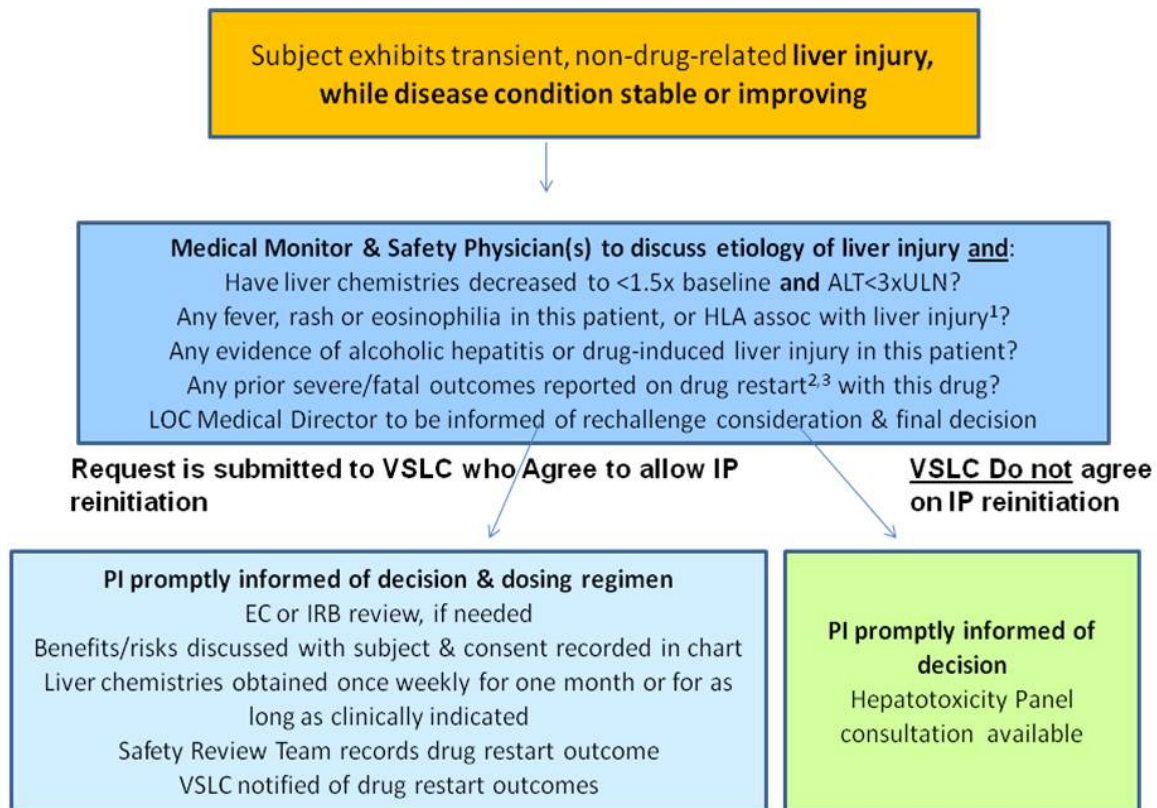 Subject exhibits transient, non-drug-related liver injury,
while disease condition stable or improving
Medical Monitor & Safety Physician(s) to discuss etiology of liver injury and:
Have liver chemistries decreased to <1.5x baseline and ALT<3xULN?
Any fever, rash or eosinophilia in this patient, or HLA assoc with liver injury¹?
Any evidence of alcoholic hepatitis or drug-induced liver injury in this patient?
Any prior severe/fatal outcomes reported on drug restart²,³ with this drug?
LOC Medical Director to be informed of rechallenge consideration & final decision
Request is submitted to VSLC who Agree to allow IP
reinitiation
VSLC Do not agree
on IP reinitiation
PI promptly informed of decision & dosing regimen
EC or IRB review, if needed
Benefits/risks discussed with subject & consent recorded in chart
Liver chemistries obtained once weekly for one month or for as
long as clinically indicated
Safety Review Team records drug restart outcome
VSLC notified of drug restart outcomes
PI promptly informed of
decision
Hepatotoxicity Panel
consultation available